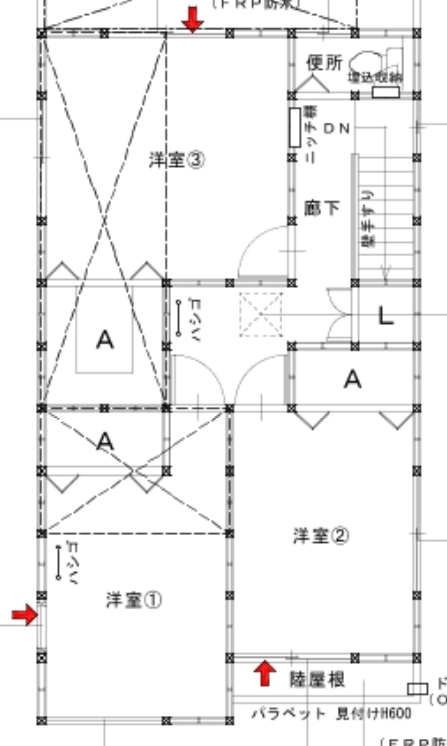 (ＦＲＰ防水)
便所
埋込収納
ニッチ棚
ＤＮ
洋室③
廊下
壁手すり
ハシゴ
Ａ
Ｌ
Ａ
Ａ
ハシゴ
洋室②
洋室①
陸屋根
ド
パラペット 見付けH600
(Ｏ
(ＦＲＰ防